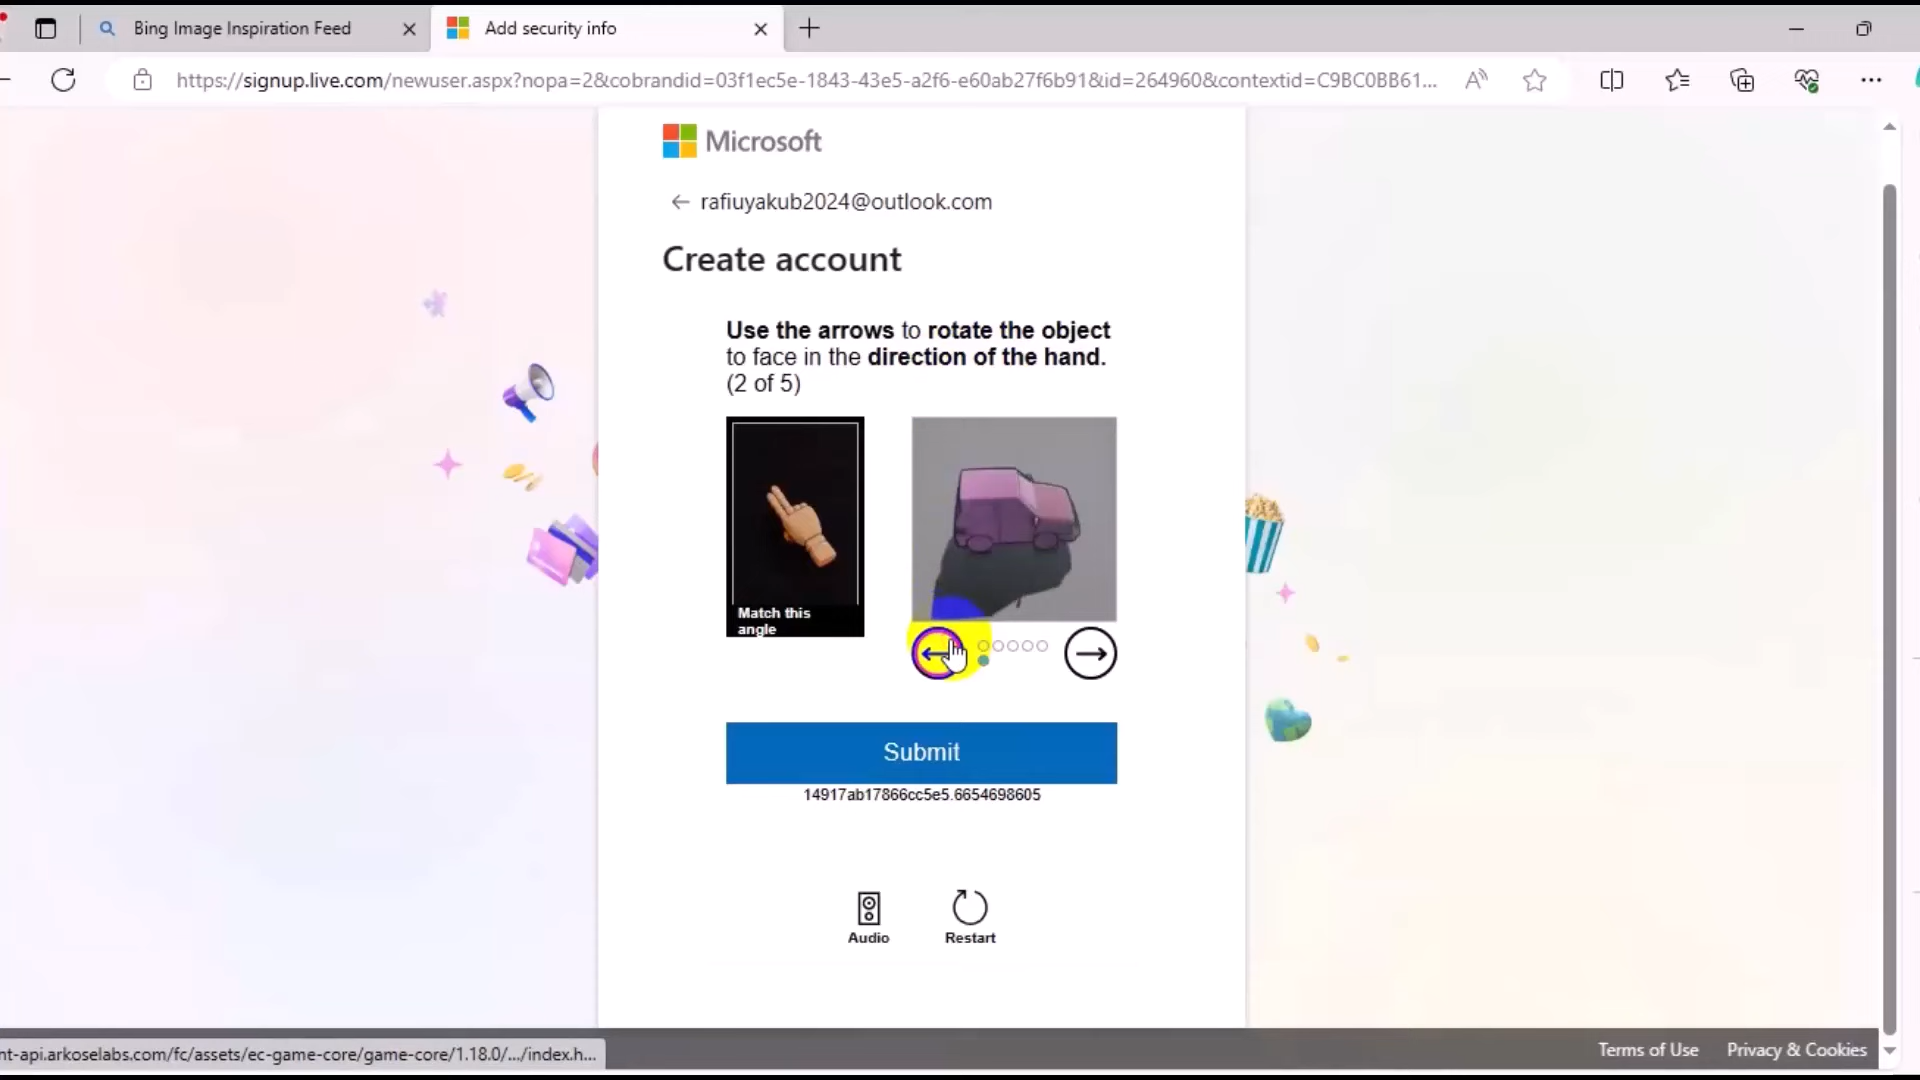 Bing Image Inspiration Feed
Add security info
https://signup.live.com/newuser.aspx?nopa=2&cobrandid=03f1ec5e-1843-43e5-a2f6-e60ab27f6b91&id=264960&contextid=C9BC0BB61...
Microsoft
rafiuyakub2024@outlook.com
Create account
Use the arrows to rotate the object
to face in the direction of the hand.
(2 of 5)
Match this
angle
Submit
14917ab17866cc5e5.6654698605
Audio
Restart
nt-api.arkoselabs.com/fc/assets/ec-game-core/game-core/1.18.0/.../index.h...
Terms of Use
Privacy & Cookies